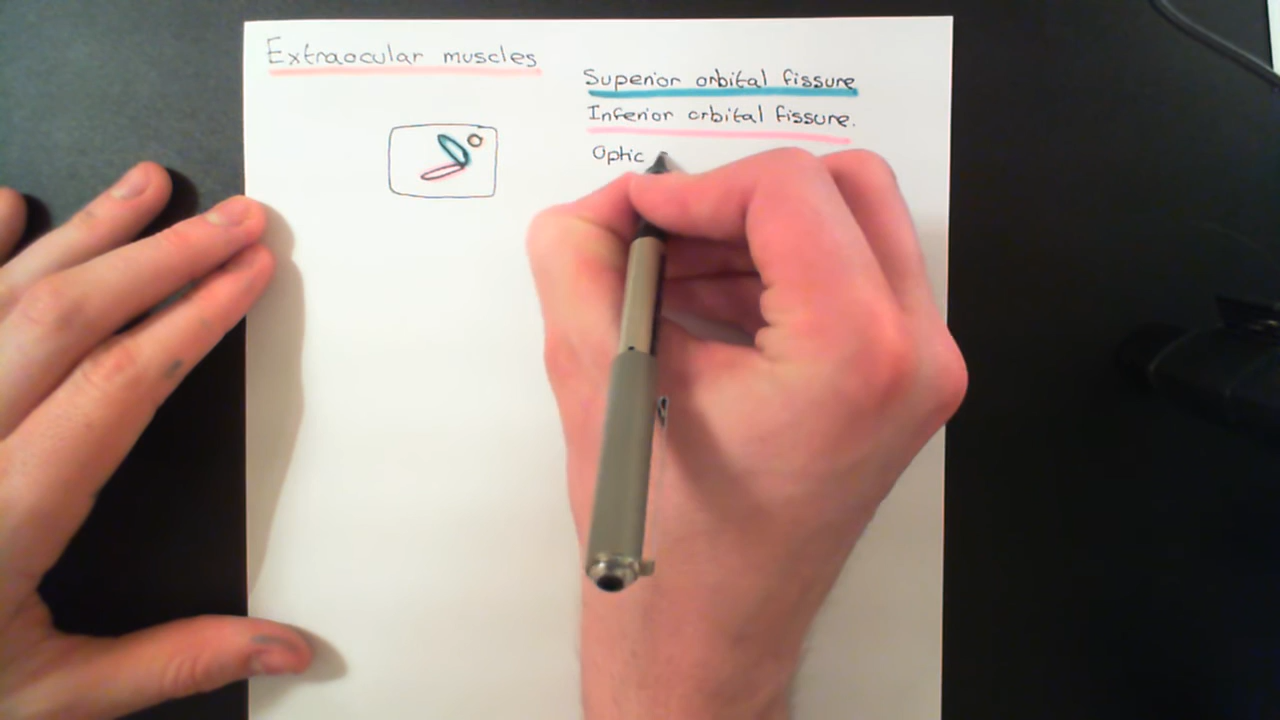 Extraocular muscles
Superior orbital fissure
Inferior orbital fissure.
Optic